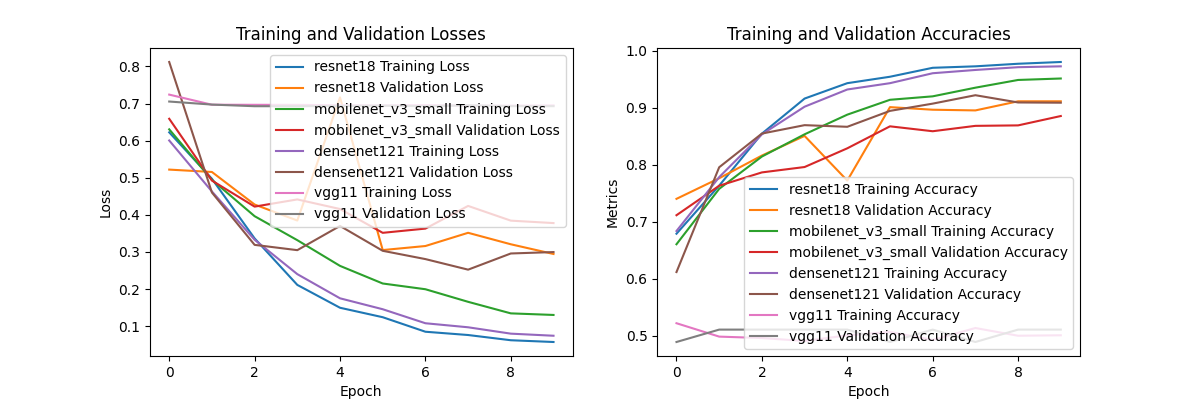 Training and Validation Losses
Loss
0.8
0.7
0.6
0.5
0.4
0.3
0.2
0.1
resnet18 Training Loss
resnet18 Validation Loss
mobilenet_v3_small Training Loss
mobilenet_v3_small Validation Loss
densenet121 Training Loss
densenet121 Validation Loss
vgg11 Training Loss
vgg11 Validation Loss
0 2 4 6 8
Epoch
Training and Validation Accuracies
Metrics
1.0
0.9
0.8
0.7
0.6
0.5
resnet18 Training Accuracy
resnet18 Validation Accuracy
mobilenet_v3_small Training Accuracy
mobilenet_v3_small Validation Accuracy
densenet121 Training Accuracy
densenet121 Validation Accuracy
vgg11 Training Accuracy
vgg11 Validation Accuracy
0 2 4 6 8
Epoch